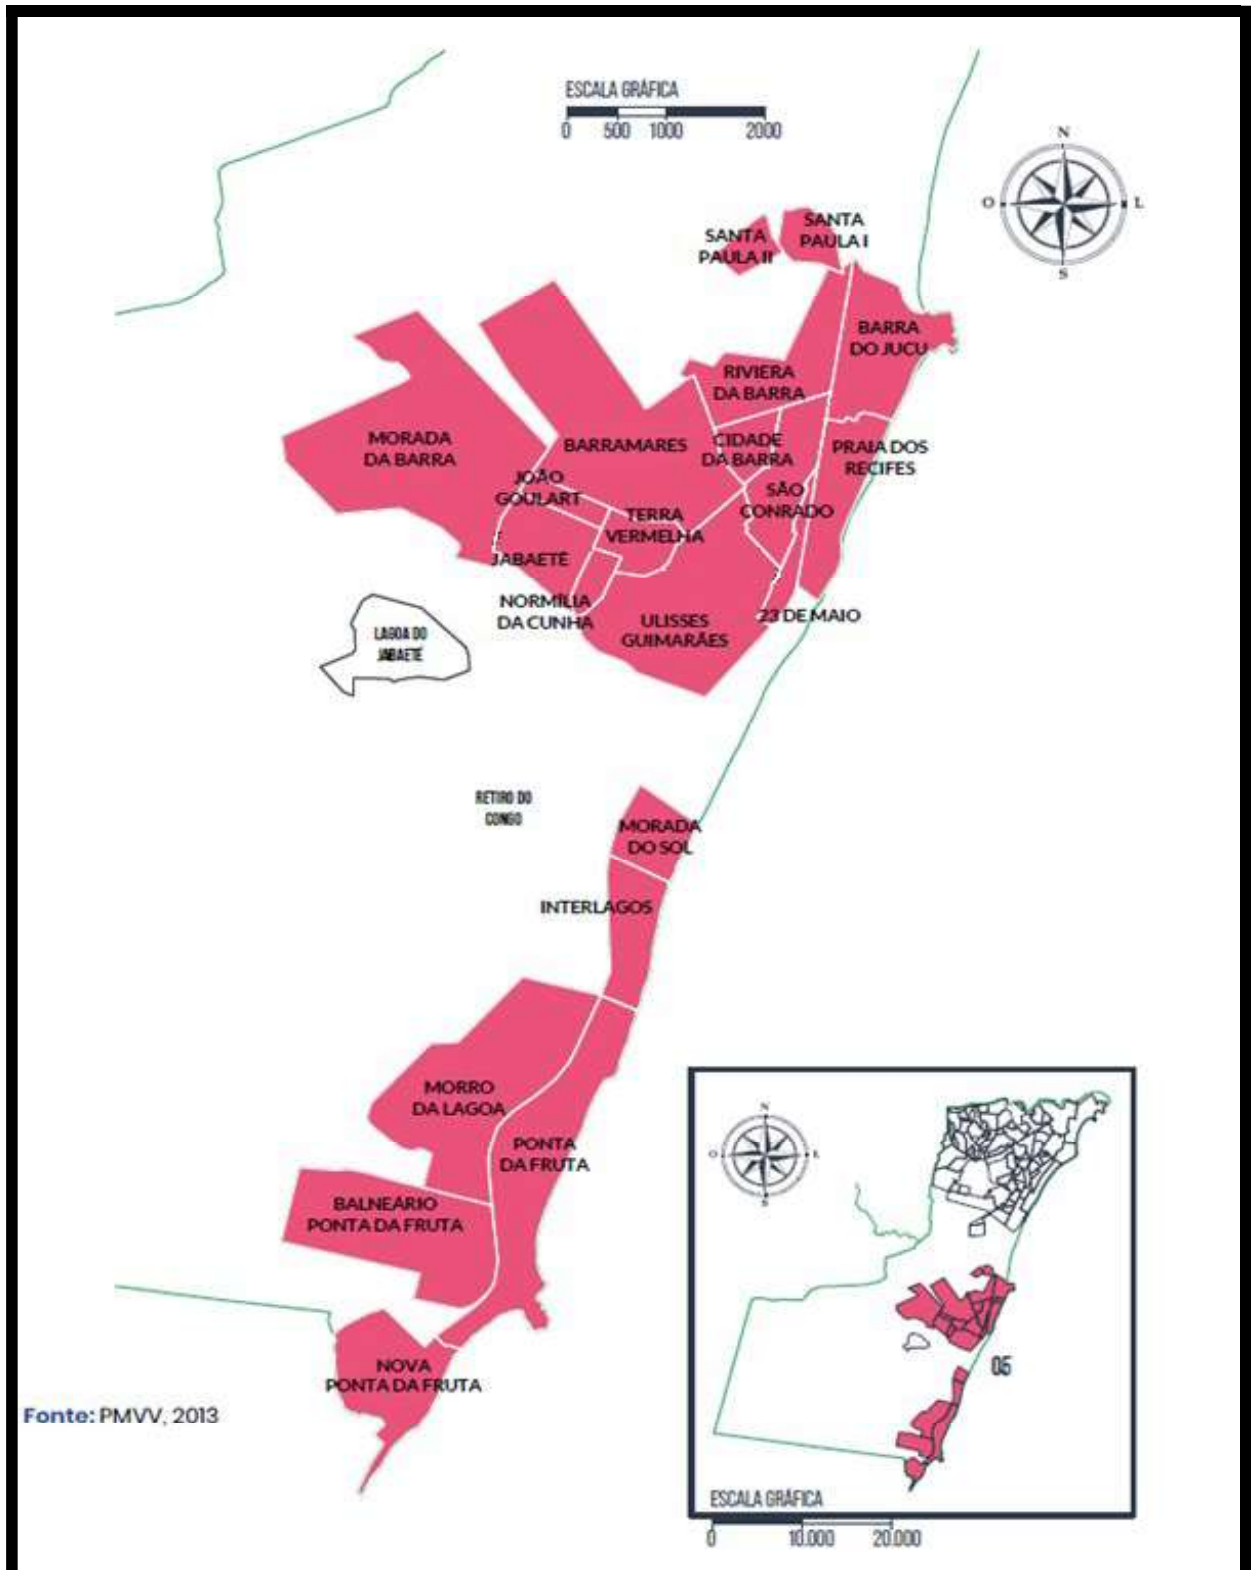 ESCALA GRÁFICA
0 500 1000 2000
N
O L
S
SANTA
PAULA I
SANTA
PAULA II
BARRA
DO JUCU
RIVIERA
DA BARRA
MORADA
DA BARRA
BARRAMARES
CIDADE
DA BARRA
PRAIA DOS
RECIFES
JOÃO
GOULART
SÃO
CONRADO
TERRA
VERMELHA
JABAETÉ
NORMÍLIA
DA CUNHA
ULISSES
GUIMARÃES
23 DE MAIO
LAGOA DO
JABAETÉ
RETIRO DO
CONGO
MORADA
DO SOL
INTERLAGOS
MORRO
DA LAGOA
PONTA
DA FRUTA
BALNEÁRIO
PONTA DA FRUTA
NOVA
PONTA DA FRUTA
Fonte: PMVV, 2013
N
O L
S
05
ESCALA GRÁFICA
0 10.000 20.000